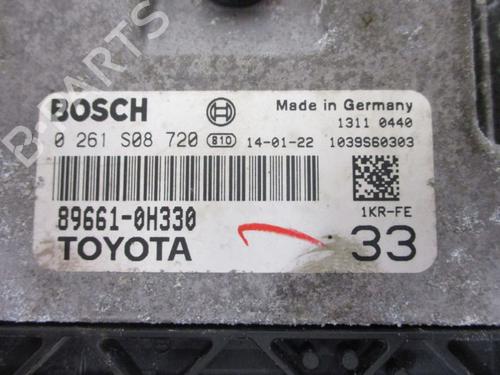 B-PARTS
BOSCH
Made in Germany
1311 0440
0 261 S08 720 810 14-01-22 1039S60303
89661-0H330
1KR-FE
TOYOTA
33